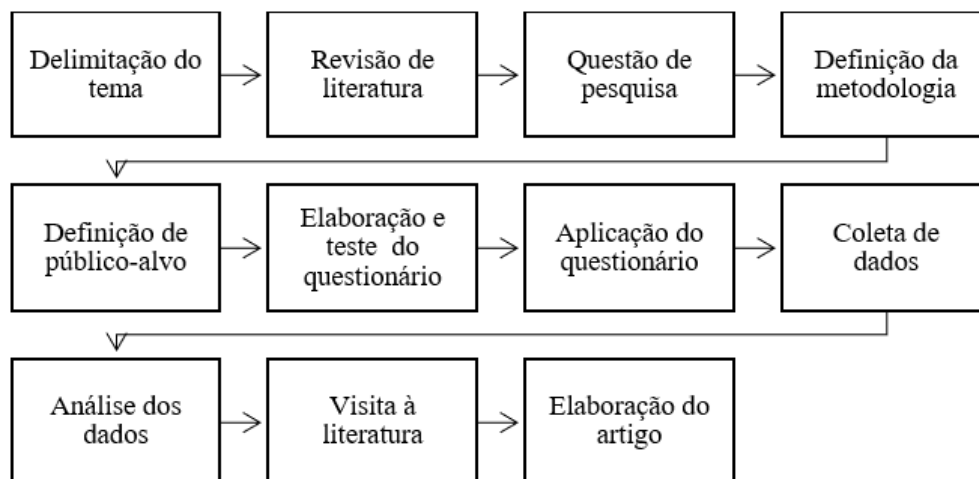 Delimitação do
tema
Revisão de
literatura
Questão de
pesquisa
Definição da
metodologia
Definição de
público-alvo
Elaboração e
teste do
questionário
Aplicação do
questionário
Coleta de
dados
Análise dos
dados
Visita à
literatura
Elaboração do
artigo